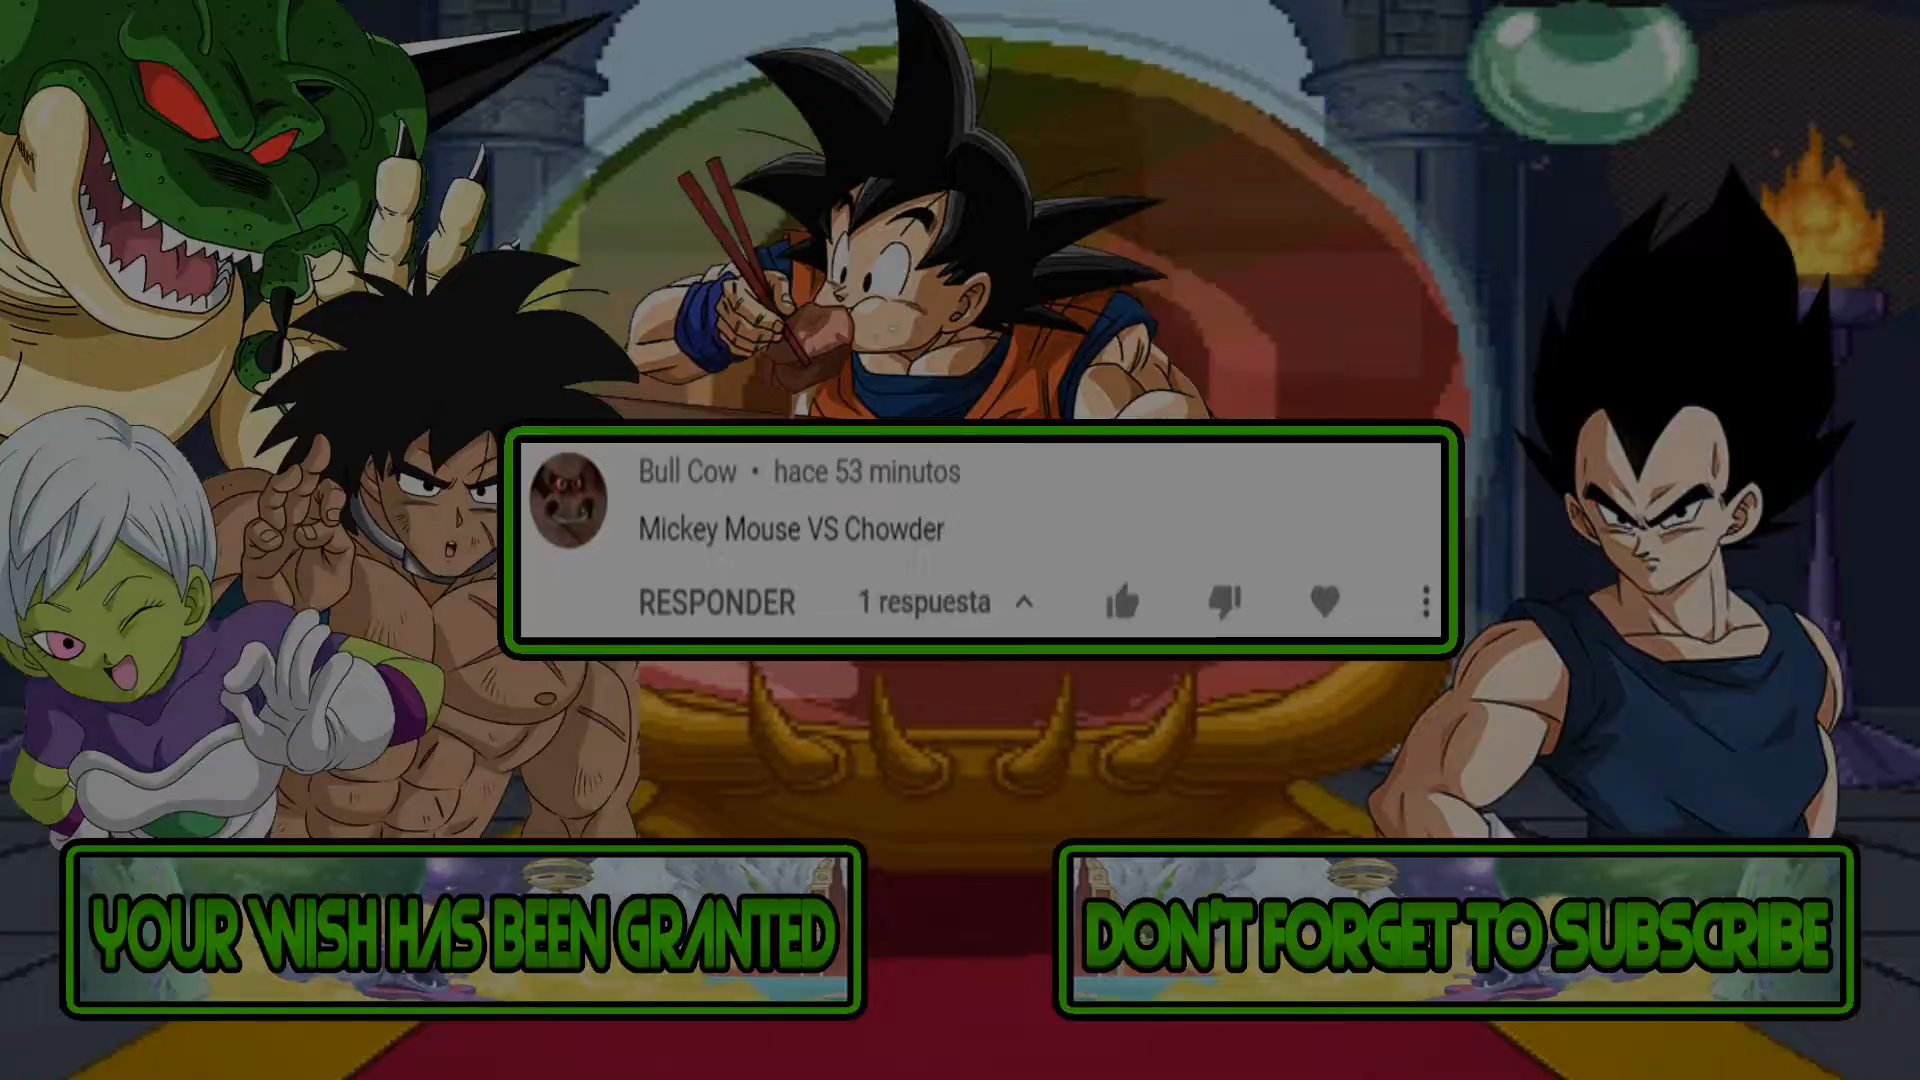 Bull Cow • hace 53 minutos
Mickey Mouse VS Chowder
RESPONDER 1 respuesta
YOUR WISH HAS BEEN GRANTED
DON'T FORGET TO SUBSCRIBE